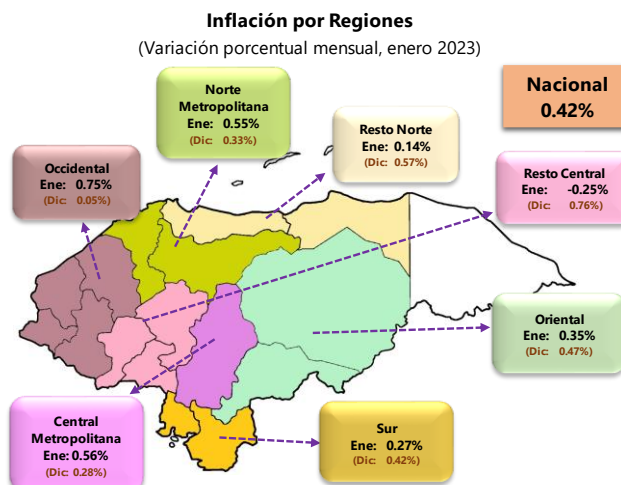 Inflación por Regiones
(Variación porcentual mensual, enero 2023)
Norte
Metropolitana
Ene: 0.55%
(Dic: 0.33%)
Resto Norte
Ene: 0.14%
(Dic: 0.57%)
Nacional
0.42%
Occidental
Ene: 0.75%
(Dic: 0.05%)
Resto Central
Ene: -0.25%
(Dic: 0.76%)
Oriental
Ene: 0.35%
(Dic: 0.47%)
Central
Metropolitana
Ene: 0.56%
(Dic: 0.28%)
Sur
Ene: 0.27%
(Dic: 0.42%)